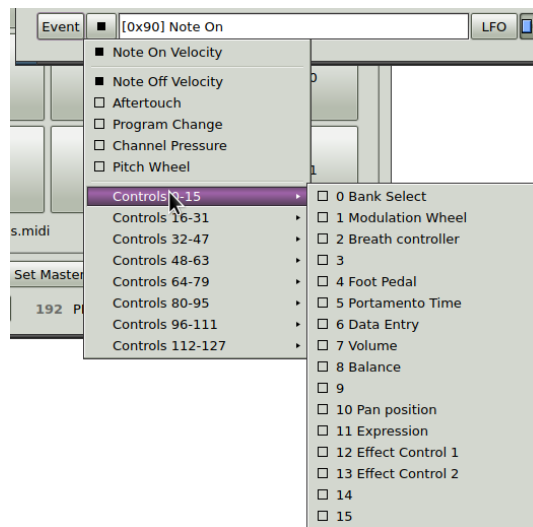 Event [0x90] Note On LFO
Note On Velocity
Note Off Velocity
Aftertouch
Program Change
Channel Pressure
Pitch Wheel
Controls 0-15
Controls 16-31
Controls 32-47
Controls 48-63
Controls 64-79
Controls 80-95
Controls 96-111
Controls 112-127
0 Bank Select
1 Modulation Wheel
2 Breath controller
3
4 Foot Pedal
5 Portamento Time
6 Data Entry
7 Volume
8 Balance
9
10 Pan position
11 Expression
12 Effect Control 1
13 Effect Control 2
14
15
s.midi
Set Master
192